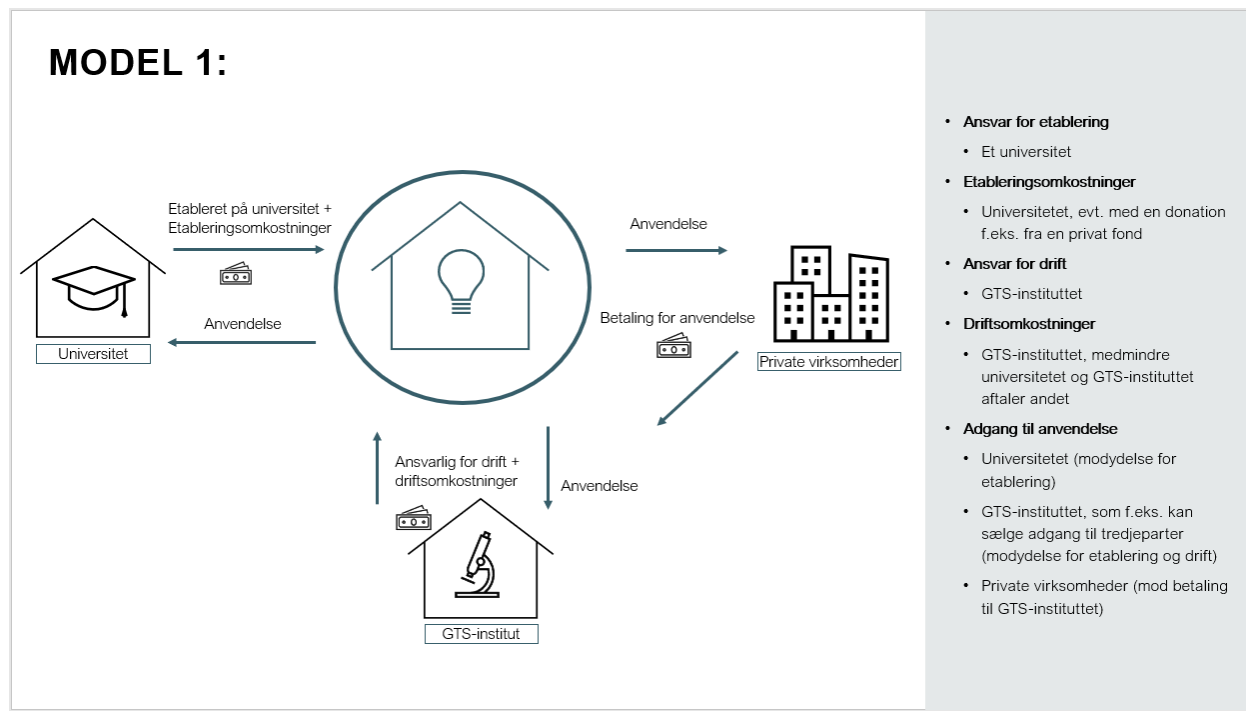 MODEL 1:
Etableret på universitet +
Etableringsomkostninger
Anvendelse
Universitet
Anvendelse
Betaling for anvendelse
Private virksomheder
Ansvarlig for drift +
driftsomkostninger
Anvendelse
GTS-institut
• Ansvar for etablering
• Et universitet
• Etableringsomkostninger
• Universitetet, evt. med en donation
f.eks. fra en privat fond
• Ansvar for drift
• GTS-instituttet
• Driftsomkostninger
• GTS-instituttet, medmindre
universitetet og GTS-instituttet
aftaler andet
• Adgang til anvendelse
• Universitetet (modydelse for
etablering)
• GTS-instituttet, som f.eks. kan
sælge adgang til tredjeparter
(modydelse for etablering og drift)
• Private virksomheder (mod betaling
til GTS-instituttet)